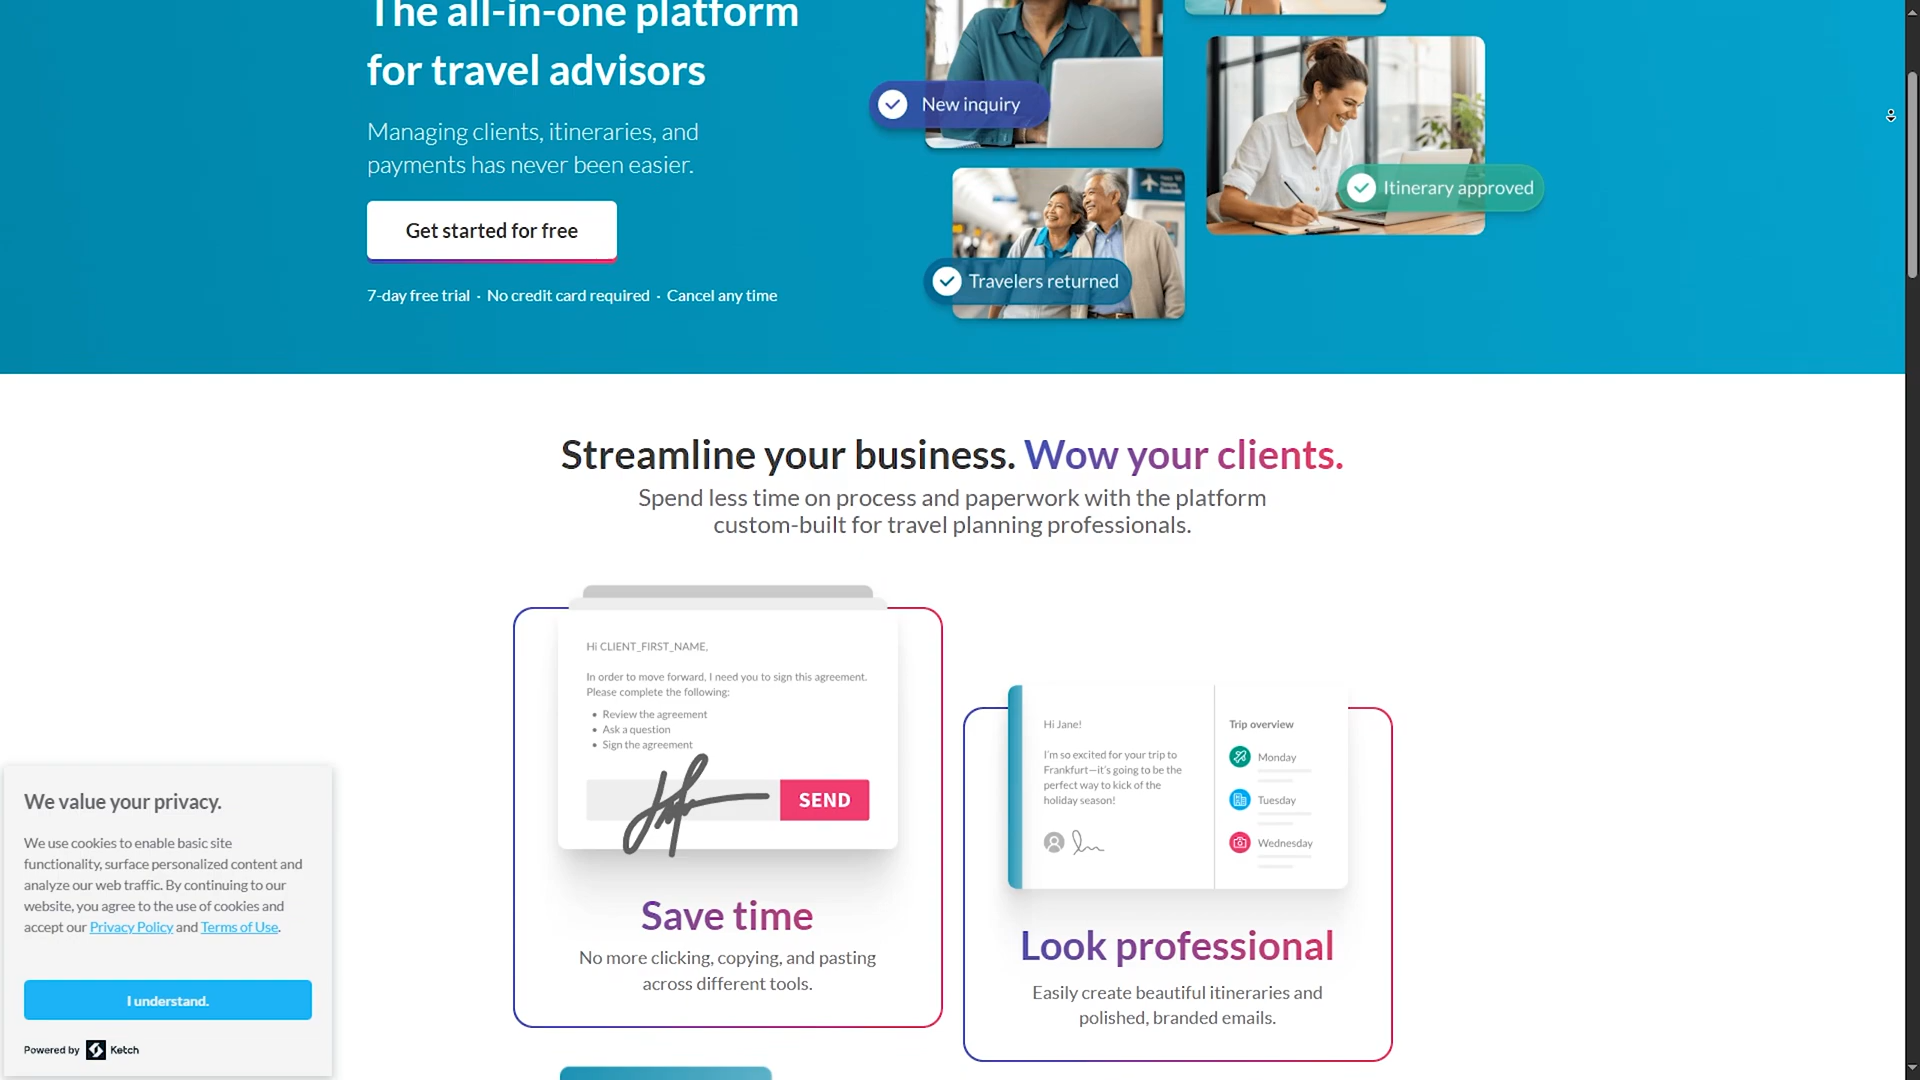 The all-in-one platform
for travel advisors
Managing clients, itineraries, and
payments has never been easier.
Get started for free
7-day free trial · No credit card required · Cancel any time
New inquiry
Itinerary approved
Travelers returned
Streamline your business. Wow your clients.
Spend less time on process and paperwork with the platform
custom-built for travel planning professionals.
Hi CLIENT_FIRST_NAME,
In order to move forward, I need you to sign this agreement.
Please complete the following:
• Review the agreement
• Ask a question
• Sign the agreement
SEND
Save time
No more clicking, copying, and pasting
across different tools.
Hi Jane!
I'm so excited for your trip to
Frankfurt—it's going to be the
perfect way to kick of the
holiday season!
Trip overview
Monday
Tuesday
Wednesday
Look professional
Easily create beautiful itineraries and
polished, branded emails.
We value your privacy.
We use cookies to enable basic site
functionality, surface personalized content and
analyze our web traffic. By continuing to our
website, you agree to the use of cookies and
accept our Privacy Policy and Terms of Use.
I understand.
Powered by Ketch